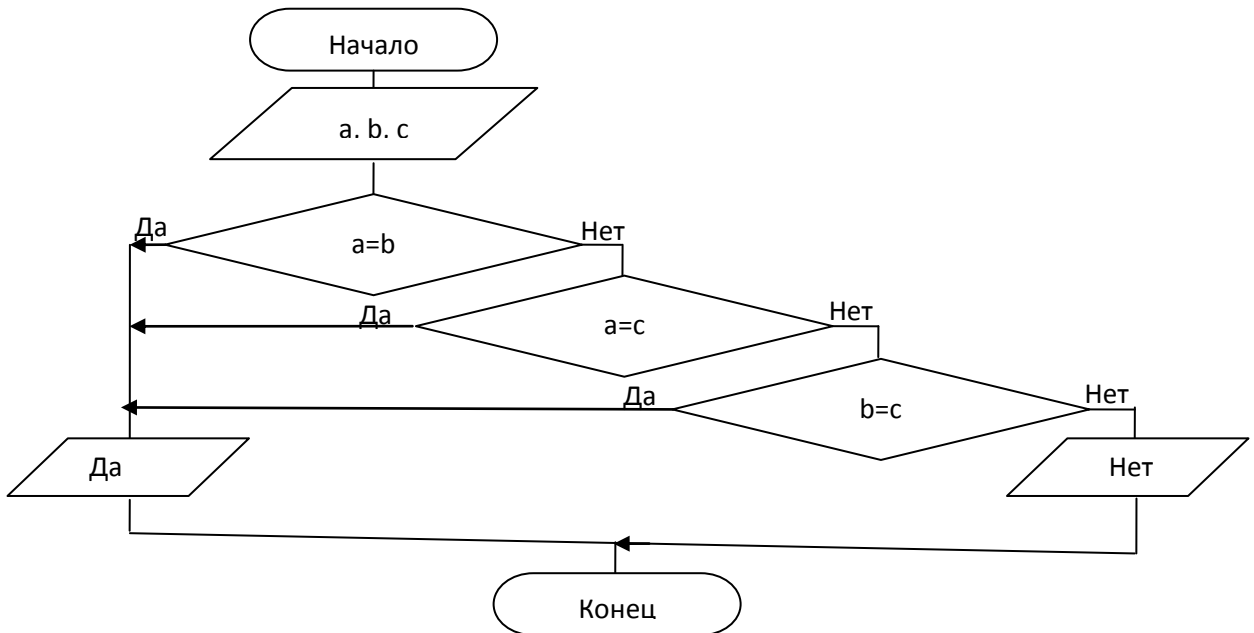 Начало
a. b. c
Да
a=b
Нет
Да
a=c
Нет
Да
b=c
Нет
Да
Нет
Конец